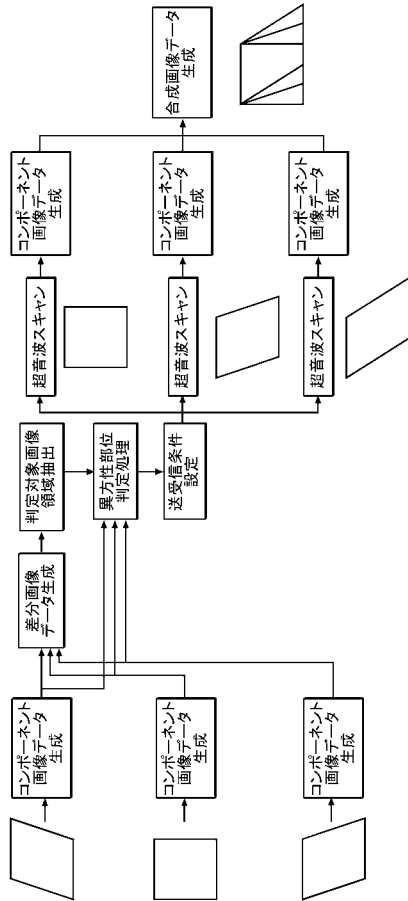 コンポーネント
画像データ
生成
コンポーネント
画像データ
生成
コンポーネント
画像データ
生成
差分画像
データ生成
判定対象画像
領域抽出
異方性部位
判定処理
送受信条件
設定
超音波スキャン
超音波スキャン
超音波スキャン
コンポーネント
画像データ
生成
コンポーネント
画像データ
生成
コンポーネント
画像データ
生成
合成画像データ
生成